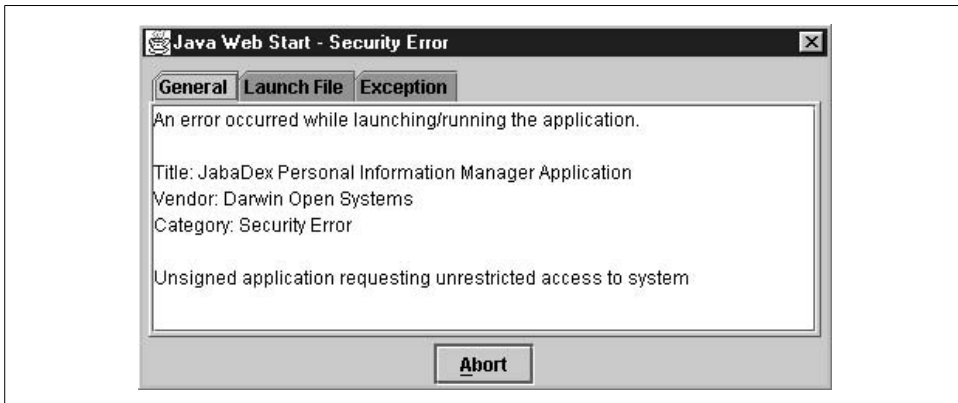 Java Web Start - Security Error
General Launch File Exception
An error occurred while launching/running the application.
Title: JabaDex Personal Information Manager Application
Vendor: Darwin Open Systems
Category: Security Error
Unsigned application requesting unrestricted access to system
Abort